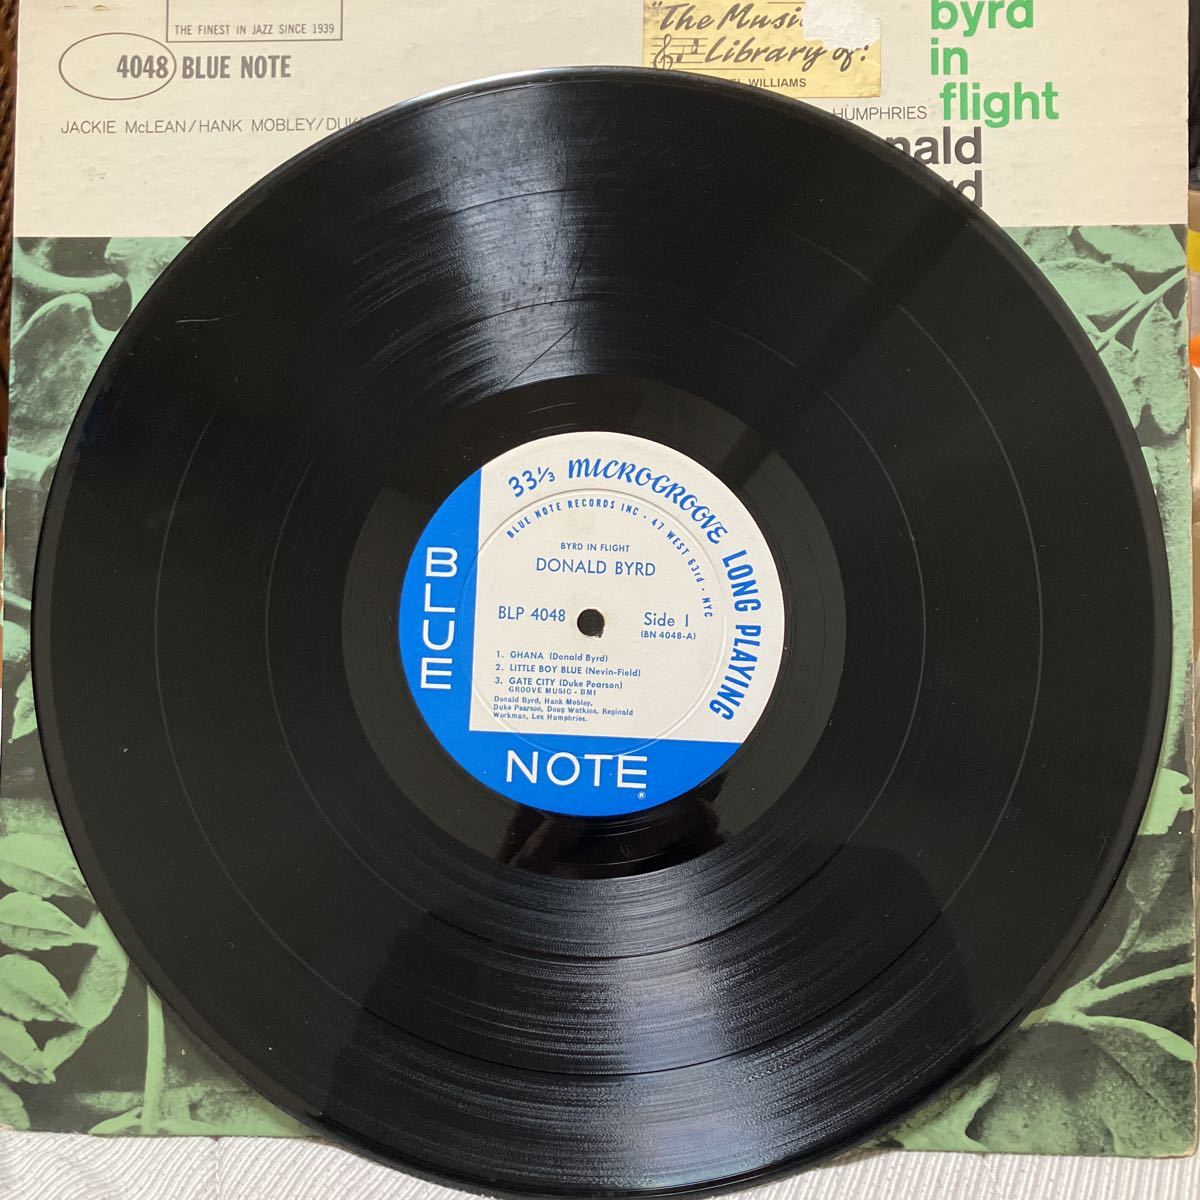 THE FINEST IN JAZZ SINCE 1939
4048 BLUE NOTE
JACKIE McLEAN/HANK MOBLEY/DUK
HUMPHRIES
"The Musi
Library of:
WILLIAMS
byrd
in
flight
nald
33⅓ MICROGROOVE LONG PLAYING
BLUE NOTE RECORDS INC · 47 WEST 63rd · NYC
BYRD IN FLIGHT
DONALD BYRD
BLP 4048
Side 1
(BN 4048-A)
1. GHANA (Donald Byrd)
2. LITTLE BOY BLUE (Nevin-Field)
3. GATE CITY (Duke Pearson)
GROOVE MUSIC - BMI
Donald Byrd, Hank Mobley,
Duke Pearson, Doug Watkins, Reginald
Workman, Lex Humphries.
BLUE
NOTE
®